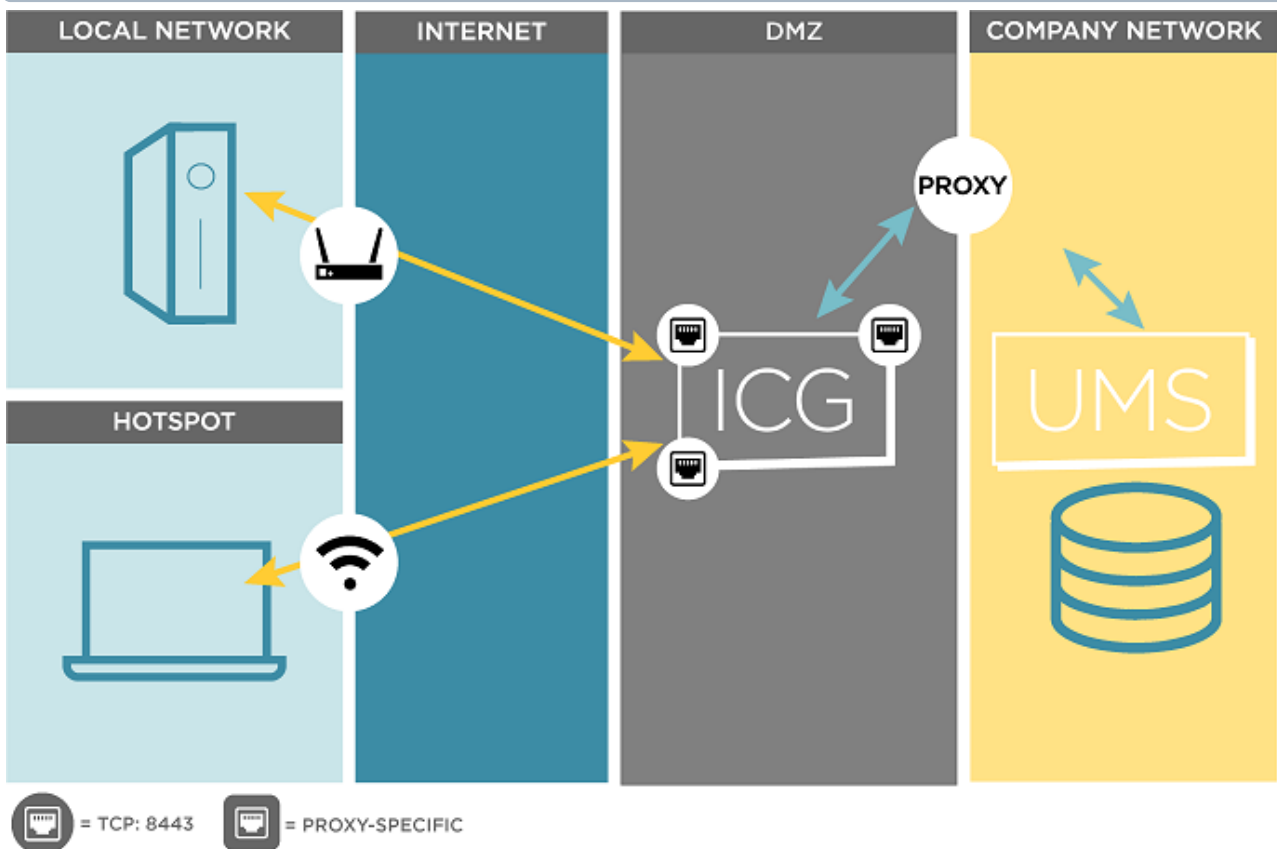 LOCAL NETWORK
INTERNET
DMZ
COMPANY NETWORK
PROXY
ICG
UMS
HOTSPOT
= TCP: 8443
= PROXY-SPECIFIC